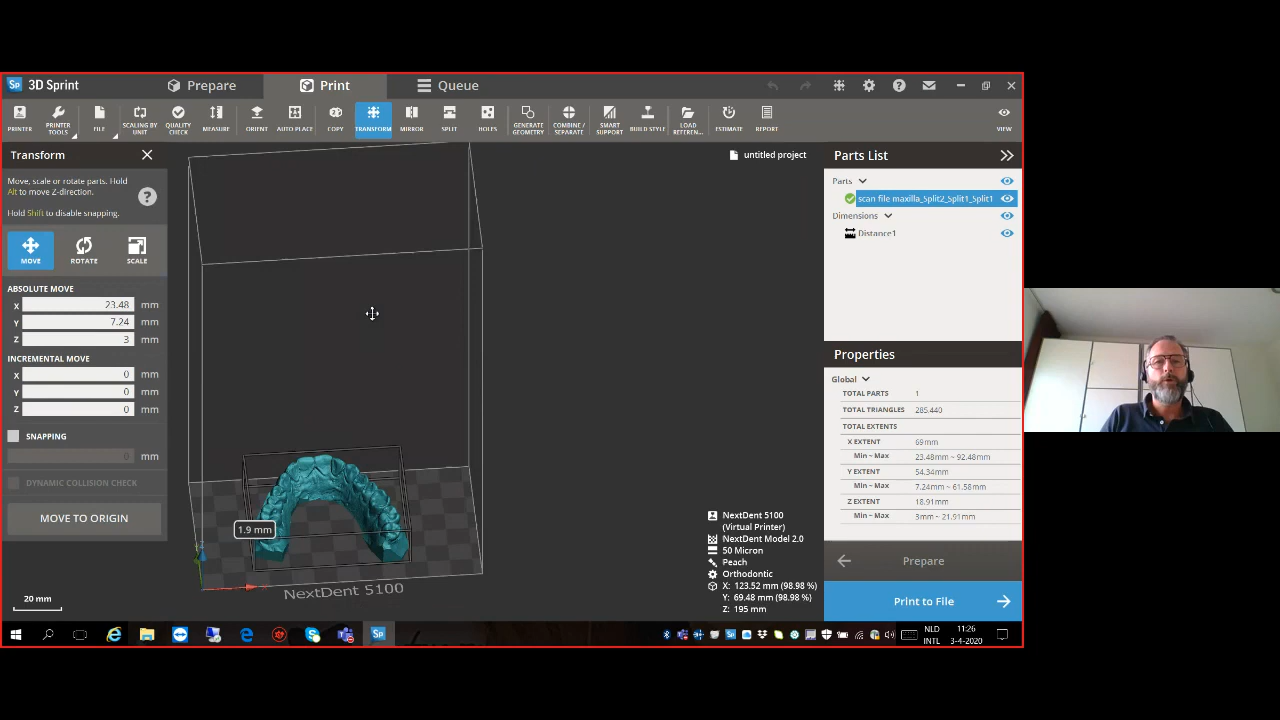 Sp 3D Sprint
Prepare
Print
Queue
PRINTER
PRINTER TOOLS
FILE
SCALING BY UNIT
QUALITY CHECK
MEASURE
ORIENT
AUTO PLACE
COPY
TRANSFORM
MIRROR
SPLIT
HOLES
GENERATE GEOMETRY
COMBINE / SEPARATE
SMART SUPPORT
BUILD STYLE
LOAD REFEREN...
ESTIMATE
REPORT
VIEW
Transform
Move, scale or rotate parts. Hold
Alt to move Z-direction.
Hold Shift to disable snapping.
?
MOVE
ROTATE
SCALE
ABSOLUTE MOVE
X 23.48 mm
Y 7.24 mm
Z 3 mm
INCREMENTAL MOVE
X 0 mm
Y 0 mm
Z 0 mm
SNAPPING
0 mm
DYNAMIC COLLISION CHECK
MOVE TO ORIGIN
20 mm
untitled project
1.9 mm
NextDent 5100
NextDent 5100
(Virtual Printer)
NextDent Model 2.0
50 Micron
Peach
Orthodontic
X: 123.52 mm (98.98 %)
Y: 69.48 mm (98.98 %)
Z: 195 mm
Parts List
Parts
scan file maxilla_Split2_Split1_Split1
Dimensions
Distance1
Properties
Global
TOTAL PARTS 1
TOTAL TRIANGLES 285.440
TOTAL EXTENTS
X EXTENT 69mm
Min ~ Max 23.48mm ~ 92.48mm
Y EXTENT 54.34mm
Min ~ Max 7.24mm ~ 61.58mm
Z EXTENT 18.91mm
Min ~ Max 3mm ~ 21.91mm
Prepare
Print to File
NLD
INTL
11:26
3-4-2020